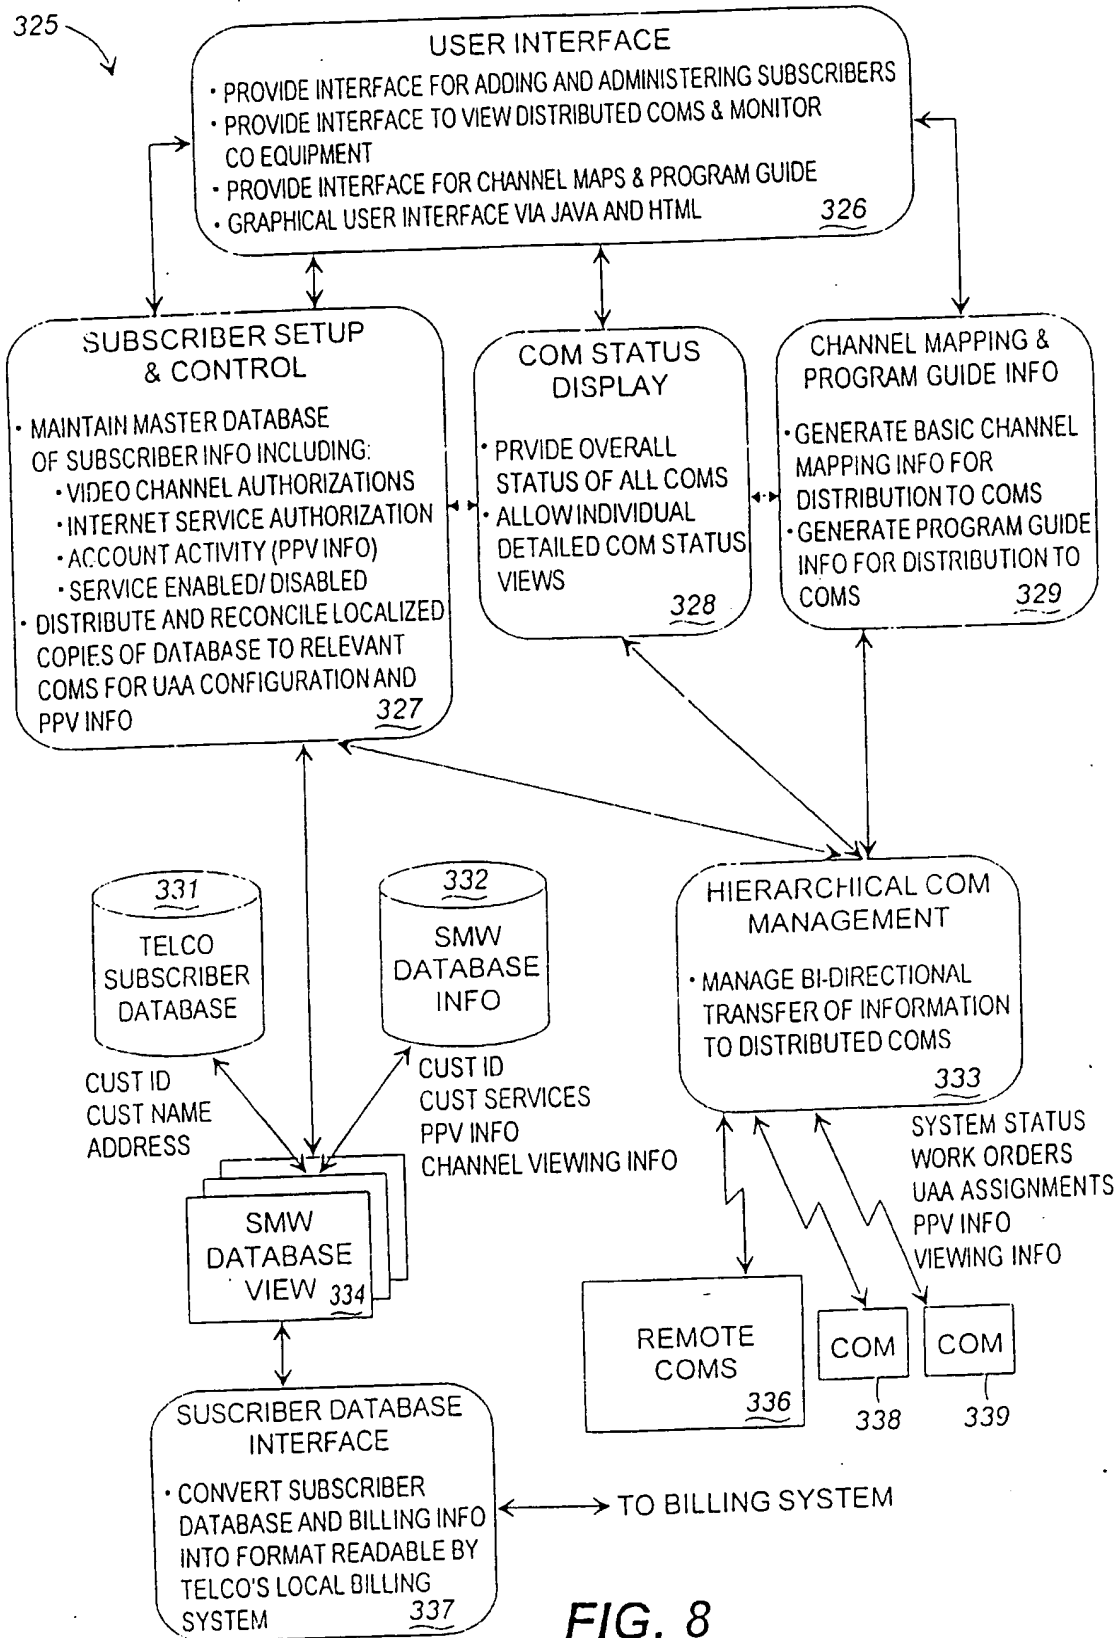 325
USER INTERFACE
• PROVIDE INTERFACE FOR ADDING AND ADMINISTERING SUBSCRIBERS
• PROVIDE INTERFACE TO VIEW DISTRIBUTED COMS & MONITOR
CO EQUIPMENT
• PROVIDE INTERFACE FOR CHANNEL MAPS & PROGRAM GUIDE
• GRAPHICAL USER INTERFACE VIA JAVA AND HTML
326
SUBSCRIBER SETUP
& CONTROL
• MAINTAIN MASTER DATABASE
OF SUBSCRIBER INFO INCLUDING:
• VIDEO CHANNEL AUTHORIZATIONS
• INTERNET SERVICE AUTHORIZATION
• ACCOUNT ACTIVITY (PPV INFO)
• SERVICE ENABLED/DISABLED
• DISTRIBUTE AND RECONCILE LOCALIZED
COPIES OF DATABASE TO RELEVANT
COMS FOR UAA CONFIGURATION AND
PPV INFO
327
COM STATUS
DISPLAY
• PRVIDE OVERALL
STATUS OF ALL COMS
• ALLOW INDIVIDUAL
DETAILED COM STATUS
VIEWS
328
CHANNEL MAPPING &
PROGRAM GUIDE INFO
• GENERATE BASIC CHANNEL
MAPPING INFO FOR
DISTRIBUTION TO COMS
• GENERATE PROGRAM GUIDE
INFO FOR DISTRIBUTION TO
COMS
329
331
TELCO
SUBSCRIBER
DATABASE
332
SMW
DATABASE
INFO
HIERARCHICAL COM
MANAGEMENT
• MANAGE BI-DIRECTIONAL
TRANSFER OF INFORMATION
TO DISTRIBUTED COMS
333
CUST ID
CUST NAME
ADDRESS
CUST ID
CUST SERVICES
PPV INFO
CHANNEL VIEWING INFO
SYSTEM STATUS
WORK ORDERS
UAA ASSIGNMENTS
PPV INFO
VIEWING INFO
SMW
DATABASE
VIEW
334
REMOTE
COMS
336
COM
338
COM
339
SUSCRIBER DATABASE
INTERFACE
• CONVERT SUBSCRIBER
DATABASE AND BILLING INFO
INTO FORMAT READABLE BY
TELCO'S LOCAL BILLING
SYSTEM
337
TO BILLING SYSTEM
FIG. 8